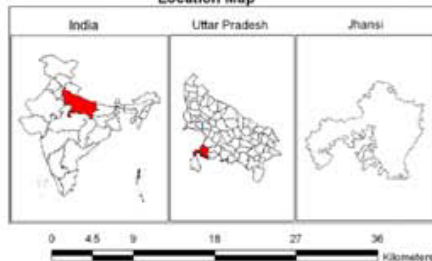 Location Map
India
Uttar Pradesh
Jhansi
0 4.5 9 18 27 36
Kilometers